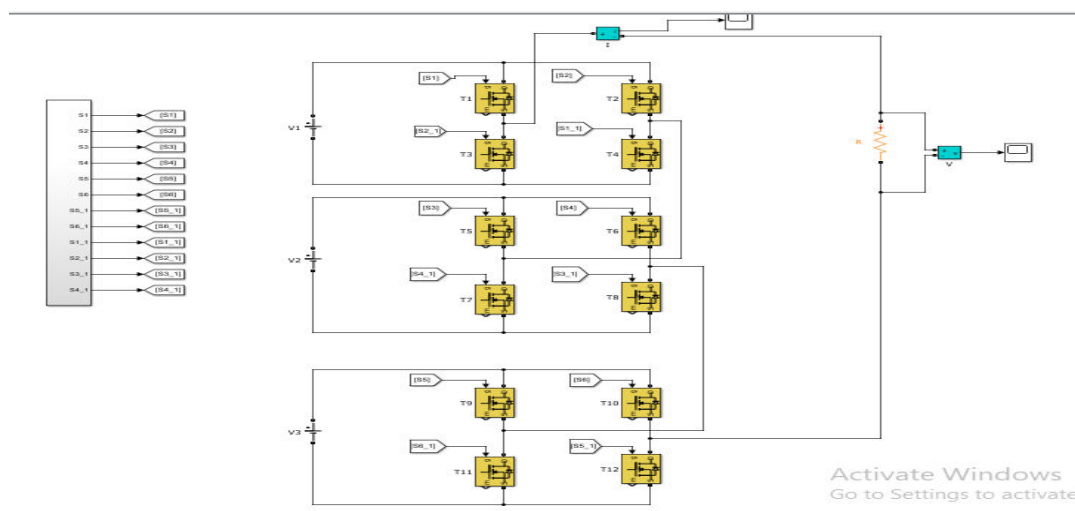 I
[S1]
[S2]
T1
T2
V1
[S2_1]
[S1_1]
T3
T4
S1 [S1]
S2 [S2]
S3 [S3]
S4 [S4]
S5 [S5]
S6 [S6]
S5_1 [S5_1]
S6_1 [S6_1]
S1_1 [S1_1]
S2_1 [S2_1]
S3_1 [S3_1]
S4_1 [S4_1]
R
V
[S3]
[S4]
T5
T6
V2
[S4_1]
[S3_1]
T7
T8
[S5]
[S6]
T9
T10
V3
[S6_1]
[S5_1]
T11
T12
Activate Windows
Go to Settings to activate